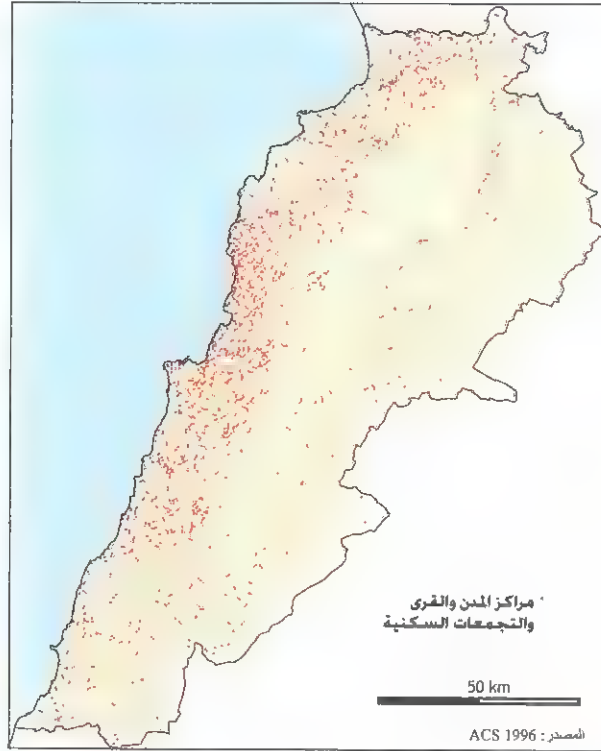 مراكز المدن والقرى
والتجمعات السكنية
50 km
المصدر: ACS 1996